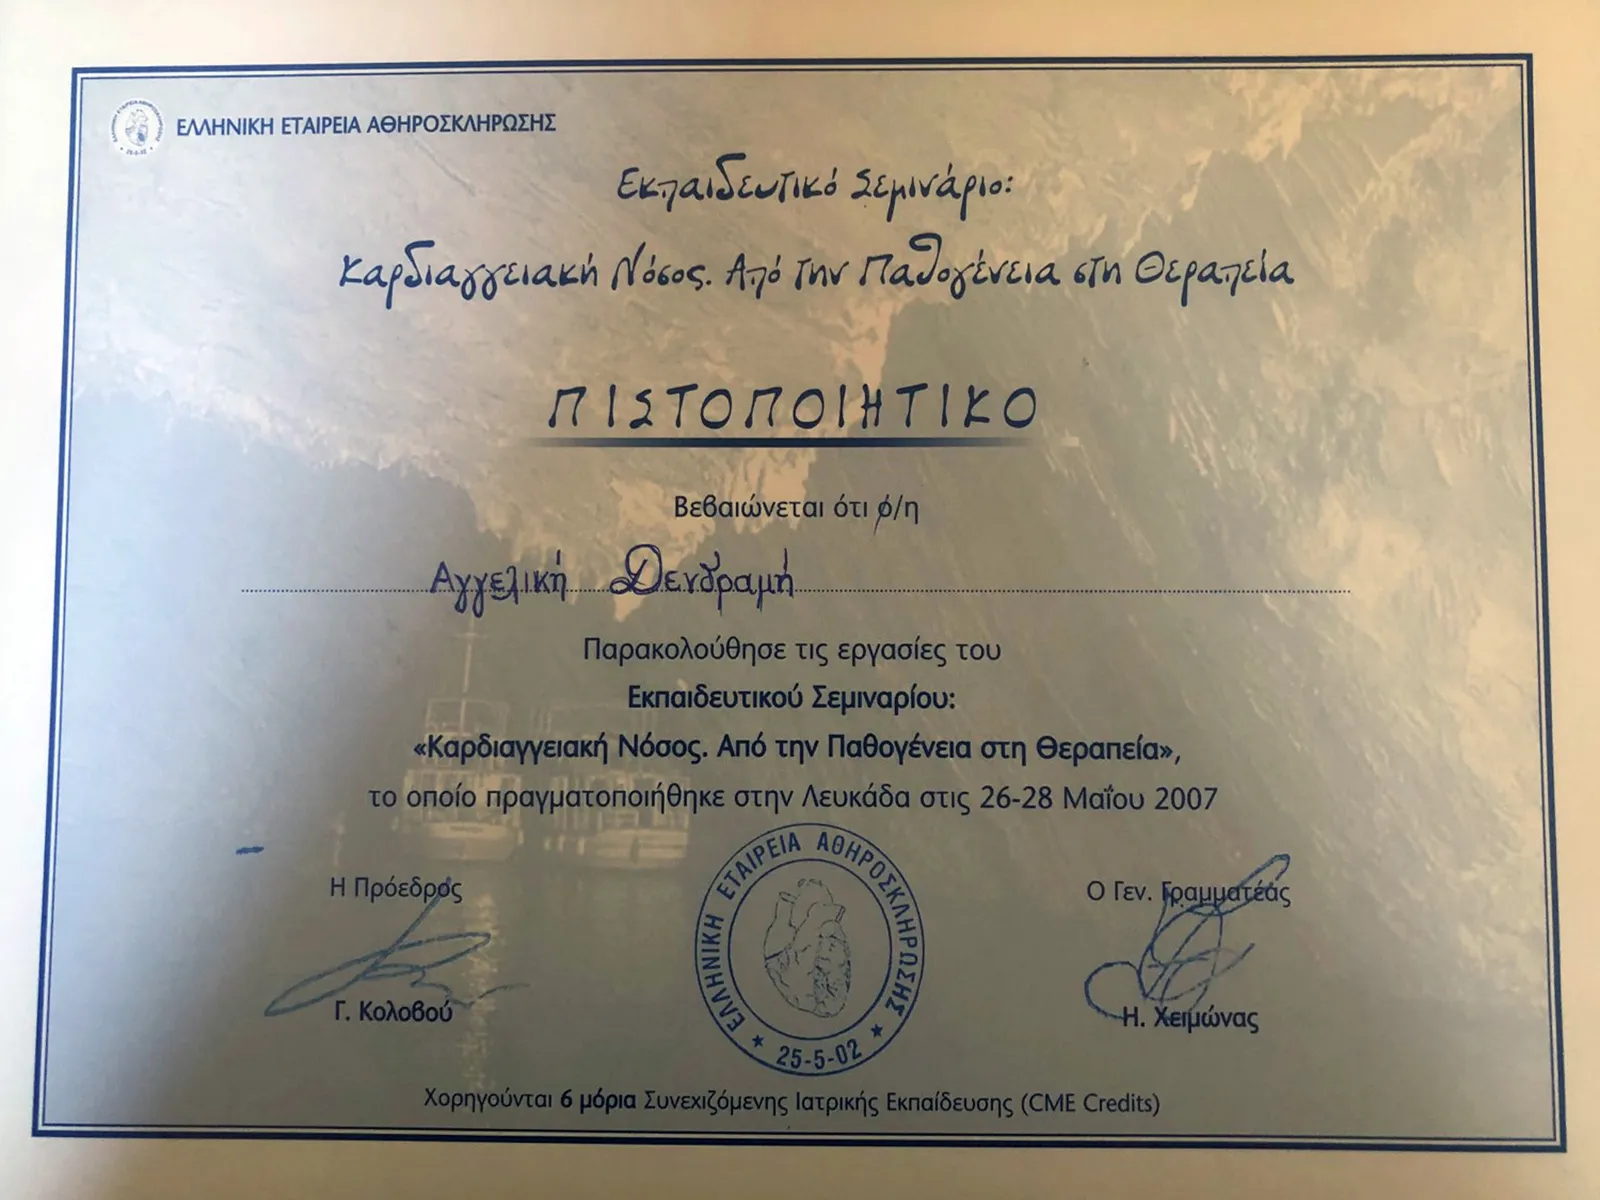 ΕΛΛΗΝΙΚΗ ΕΤΑΙΡΕΙΑ ΑΘΗΡΟΣΚΛΗΡΩΣΗΣ
Εκπαιδευτικό Σεμινάριο:
Καρδιαγγειακή Νόσος. Από την Παθογένεια στη Θεραπεία
ΠΙΣΤΟΠΟΙΗΤΙΚΟ
Βεβαιώνεται ότι ο/η
Αγγελική Δενδραμή
Παρακολούθησε τις εργασίες του
Εκπαιδευτικού Σεμιναρίου:
«Καρδιαγγειακή Νόσος. Από την Παθογένεια στη Θεραπεία»,
το οποίο πραγματοποιήθηκε στην Λευκάδα στις 26-28 Μαΐου 2007
Η Πρόεδρος
Γ. Κολοβού
ΕΛΛΗΝΙΚΗ ΕΤΑΙΡΕΙΑ ΑΘΗΡΟΣΚΛΗΡΩΣΗΣ
★ 25-5-02 ★
Ο Γεν. Γραμματέας
Η. Χειμώνας
Χορηγούνται 6 μόρια Συνεχιζόμενης Ιατρικής Εκπαίδευσης (CME Credits)